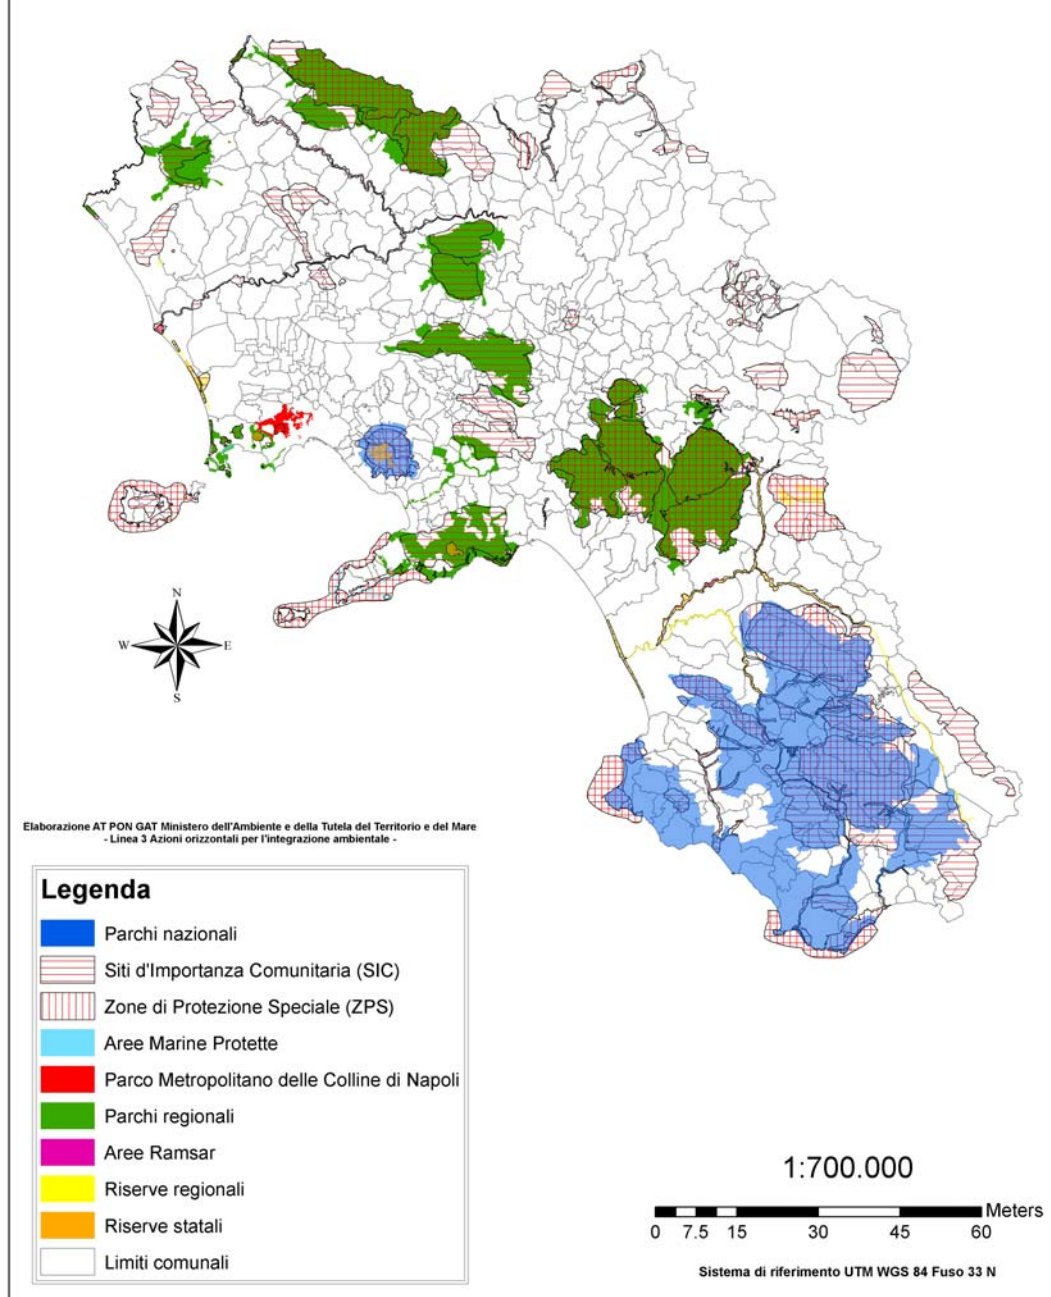 N
W
E
S
Elaborazione AT PON GAT Ministero dell'Ambiente e della Tutela del Territorio e del Mare
- Linea 3 Azioni orizzontali per l'integrazione ambientale -
Legenda
Parchi nazionali
Siti d'Importanza Comunitaria (SIC)
Zone di Protezione Speciale (ZPS)
Aree Marine Protette
Parco Metropolitano delle Colline di Napoli
Parchi regionali
Aree Ramsar
Riserve regionali
Riserve statali
Limiti comunali
1:700.000
Meters
0 7.5 15 30 45 60
Sistema di riferimento UTM WGS 84 Fuso 33 N